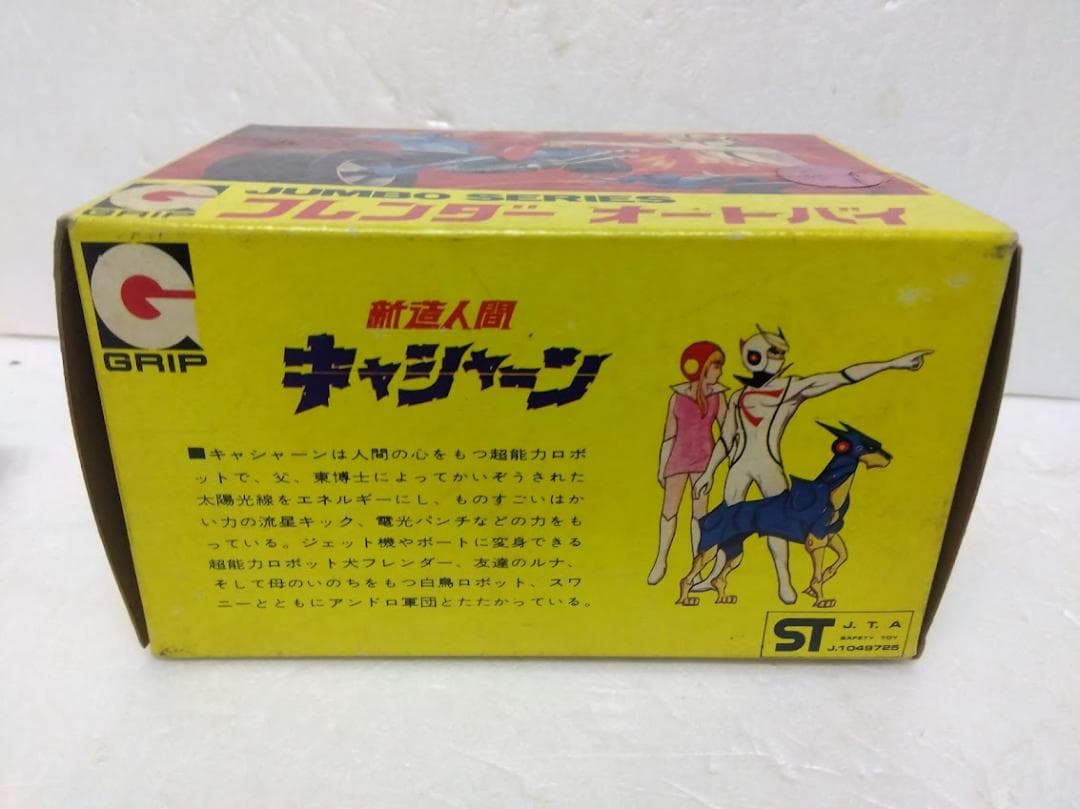 JUMBO SERIES
GRIP
フレンダー オートバイ
GRIP
新造人間
キャシャーン
■キャシャーンは人間の心をもつ超能力ロボ
ットで、父、東博士によってかいぞうされた
太陽光線をエネルギーにし、ものすごいはか
い力の流星キック、電光パンチなどの力をも
っている。ジェット機やボートに変身できる
超能力ロボット犬フレンダー、友達のルナ、
そして母のいのちをもつ白鳥ロボット、スワ
ニーとともにアンドロ軍団とたたかっている。
ST J. T. A
SAFETY TOY
J.1049725